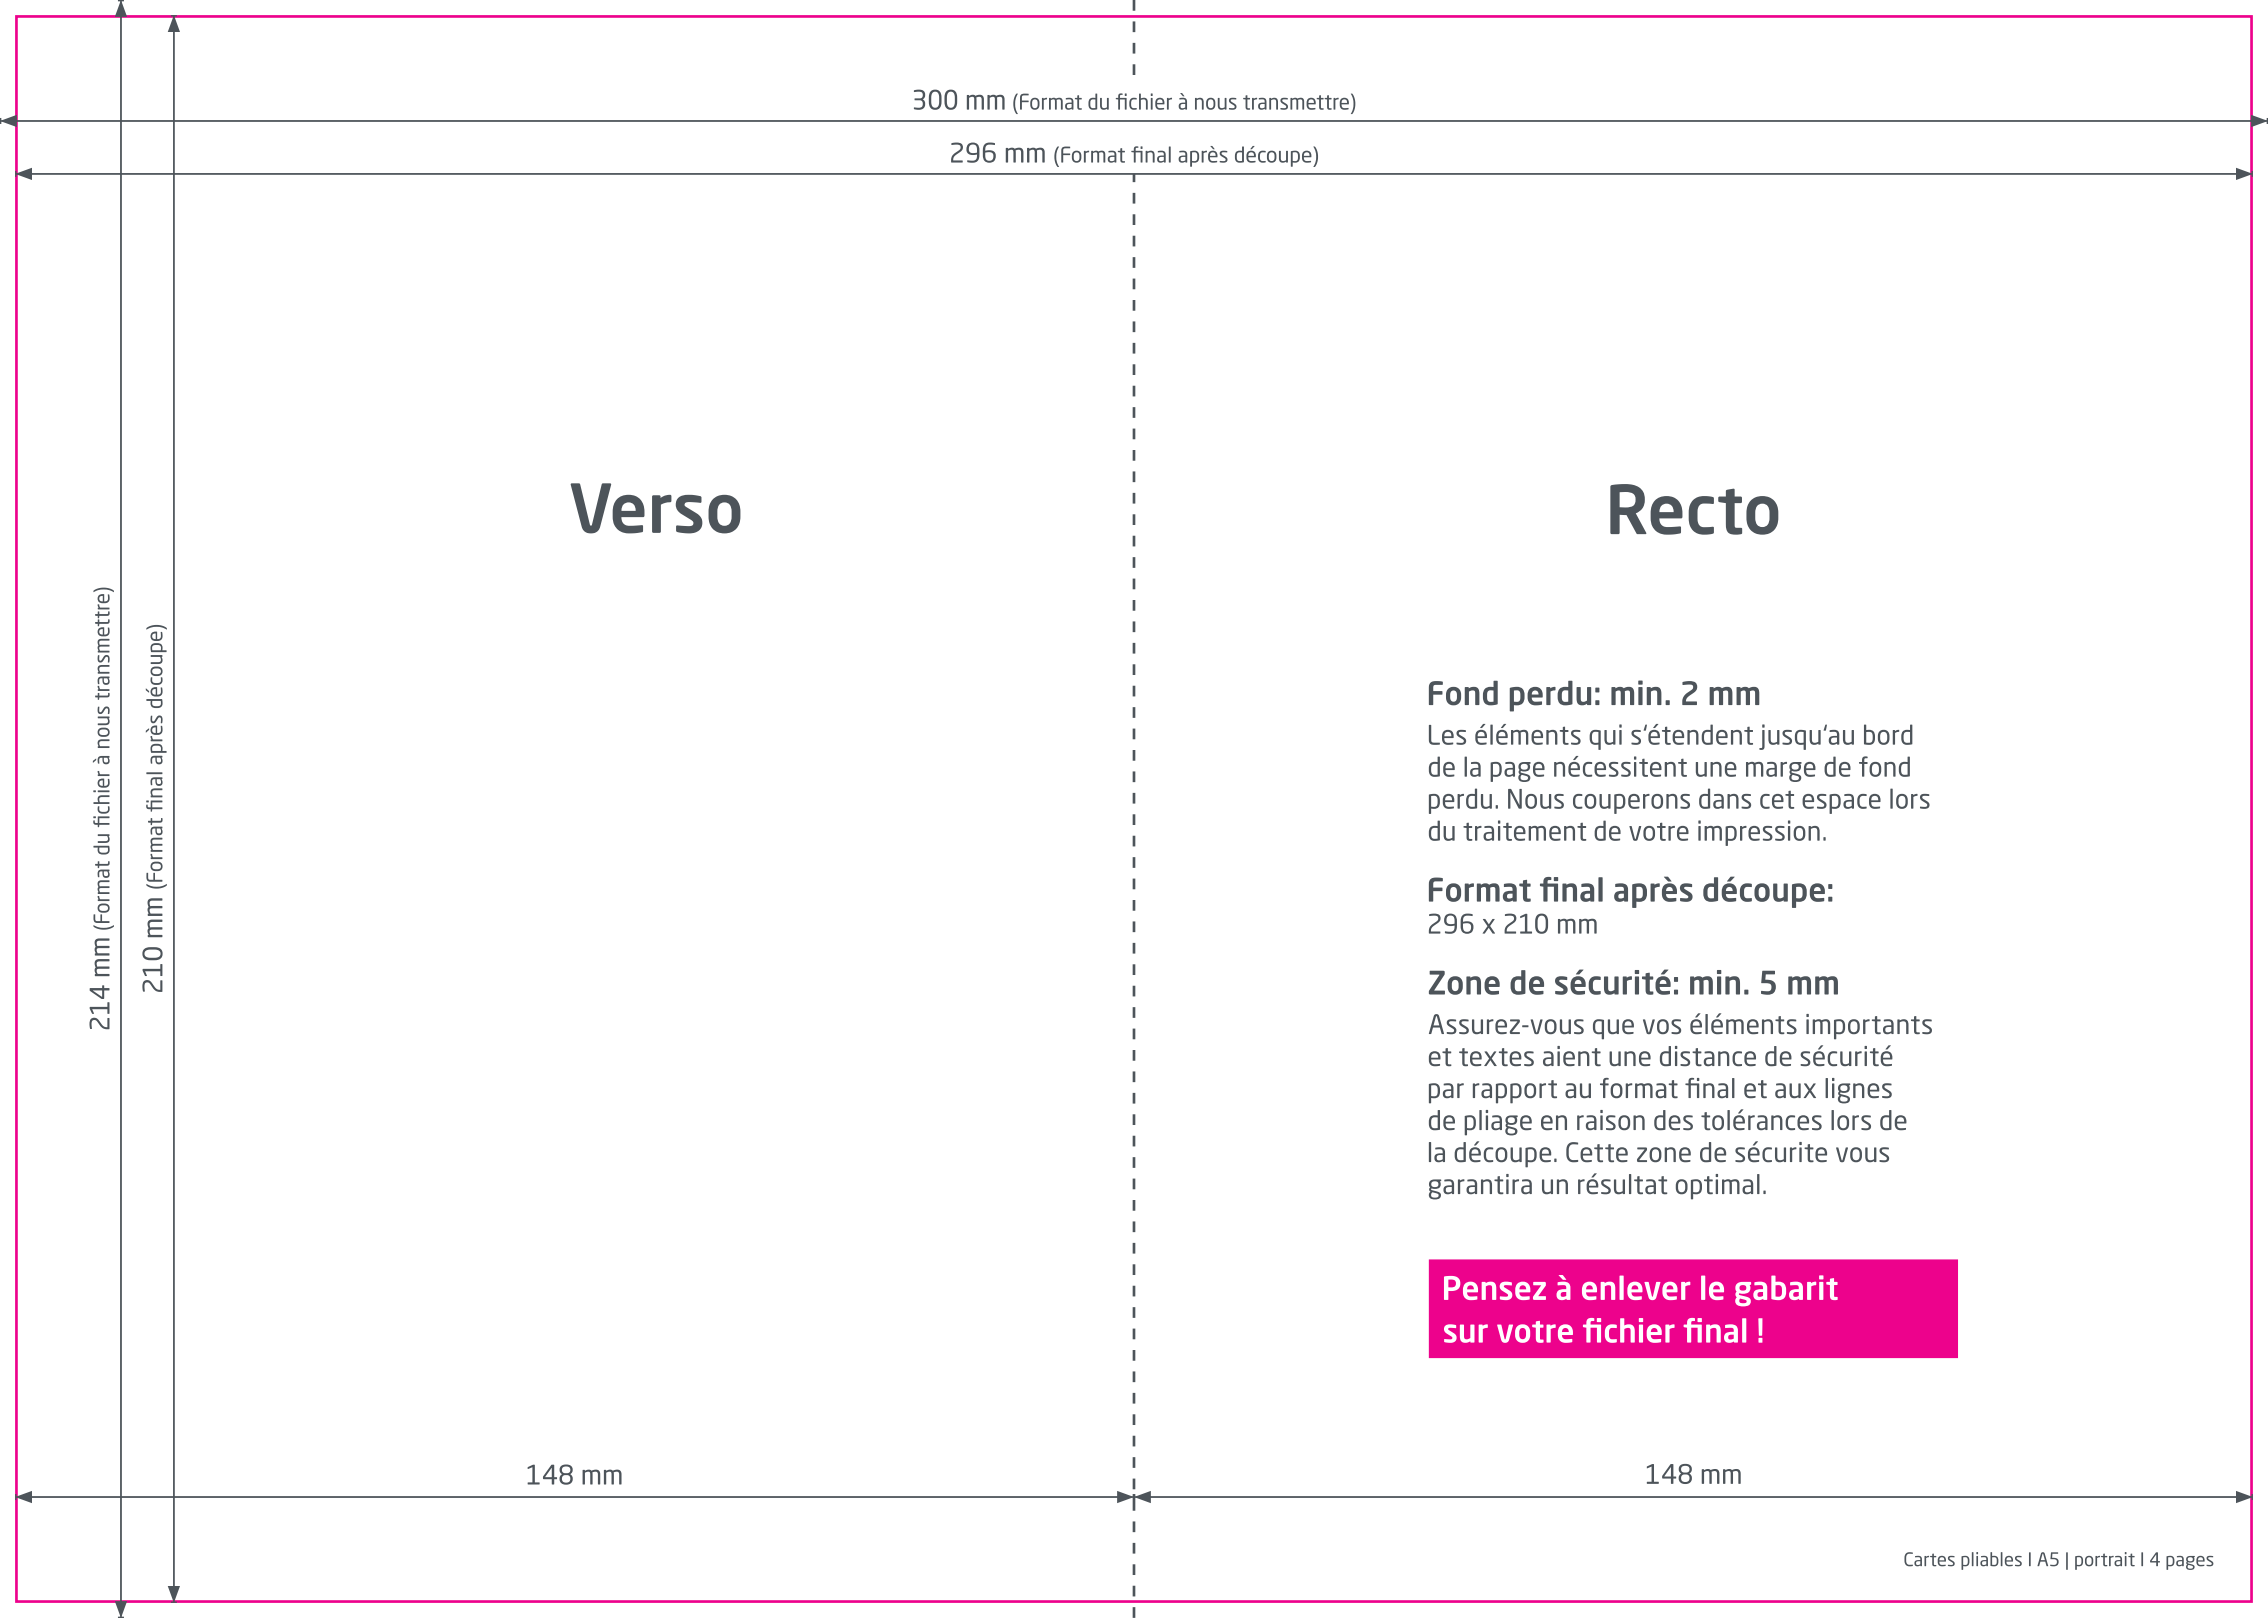 300 mm (Format du fichier à nous transmettre)
296 mm (Format final après découpe)
214 mm (Format du fichier à nous transmettre)
210 mm (Format final après découpe)
Verso
Recto
Fond perdu: min. 2 mm
Les éléments qui s‘étendent jusqu‘au bord
de la page nécessitent une marge de fond
perdu. Nous couperons dans cet espace lors
du traitement de votre impression.
Format final après découpe:
296 x 210 mm
Zone de sécurité: min. 5 mm
Assurez-vous que vos éléments importants
et textes aient une distance de sécurité
par rapport au format final et aux lignes
de pliage en raison des tolérances lors de
la découpe. Cette zone de sécurite vous
garantira un résultat optimal.
Pensez à enlever le gabarit
sur votre fichier final !
148 mm
148 mm
Cartes pliables I A5 | portrait I 4 pages